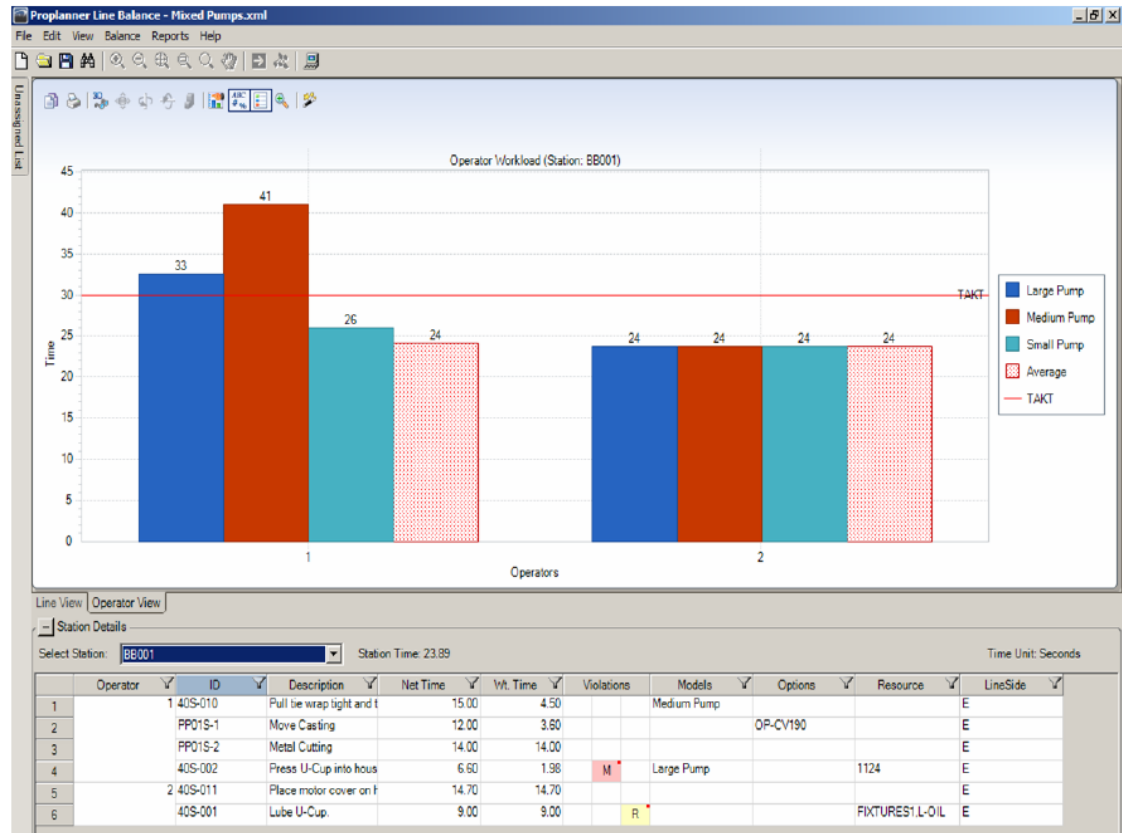 Proplanner Line Balance - Mixed Pumps.xml
File Edit View Balance Reports Help
Unassigned List
Operator Workload (Station: BB001)
45
40
35
30
25
20
15
10
5
0
Time
33
41
26
24
24
24
24
24
TAKT
1
2
Operators
Large Pump
Medium Pump
Small Pump
Average
TAKT
Line View Operator View
Station Details
Select Station: BB001 Station Time: 23.89 Time Unit: Seconds
Operator ID Description Net Time Wt. Time Violations Models Options Resource LineSide
1 1 40S-010 Pull tie wrap tight and t 15.00 4.50 Medium Pump E
2 PP01S-1 Move Casting 12.00 3.60 OP-CV190 E
3 PP01S-2 Metal Cutting 14.00 14.00 E
4 40S-002 Press U-Cup into hous 6.60 1.98 M Large Pump 1124 E
5 2 40S-011 Place motor cover on h 14.70 14.70 E
6 40S-001 Lube U-Cup. 9.00 9.00 R FIXTURES1,L-OIL E